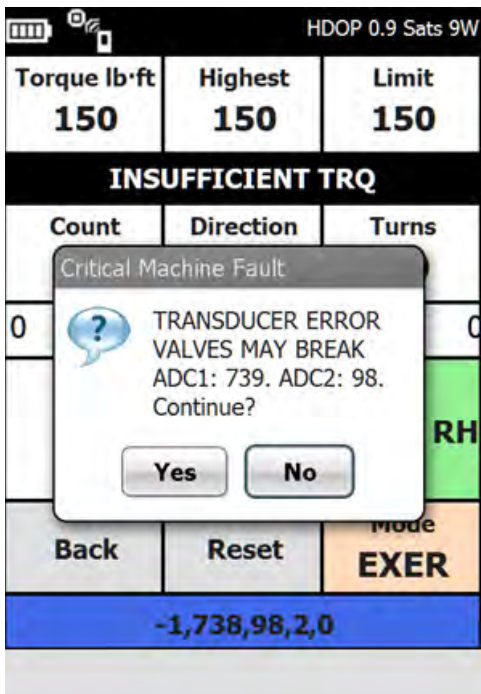 HDOP 0.9 Sats 9W
Torque lb·ft Highest Limit
150 150 150
INSUFFICIENT TRQ
Count Direction Turns
Critical Machine Fault
0 TRANSDUCER ERROR 0
VALVES MAY BREAK
ADC1: 739. ADC2: 98.
Continue?
RH
Yes No
Mode
Back Reset EXER
-1,738,98,2,0